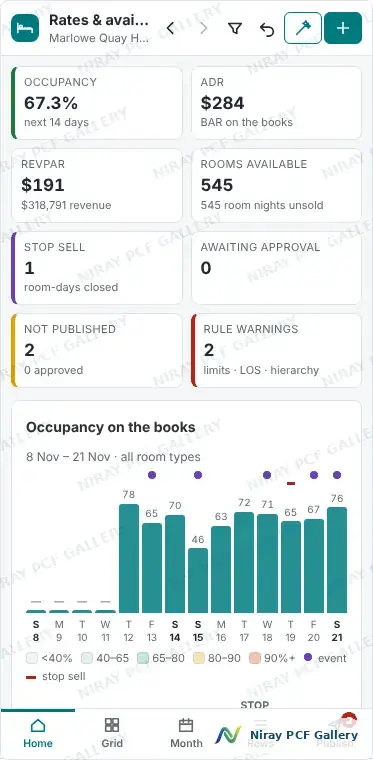 Rates & avai...
Marlowe Quay H...
OCCUPANCY
67.3%
next 14 days
ADR
$284
BAR on the books
REVPAR
$191
$318,791 revenue
ROOMS AVAILABLE
545
545 room nights unsold
STOP SELL
1
room-days closed
AWAITING APPROVAL
0
NOT PUBLISHED
2
0 approved
RULE WARNINGS
2
limits · LOS · hierarchy
Occupancy on the books
8 Nov – 21 Nov · all room types
78 65 70 46 63 72 71 65 67 76
S M T W T F S S M T W T F S
8 9 10 11 12 13 14 15 16 17 18 19 20 21
<40% 40–65 65–80 80–90 90%+ event
stop sell
STOP
Home Grid Month Rows Publish
Niray PCF Gallery
NIRAY PCF GALLERY